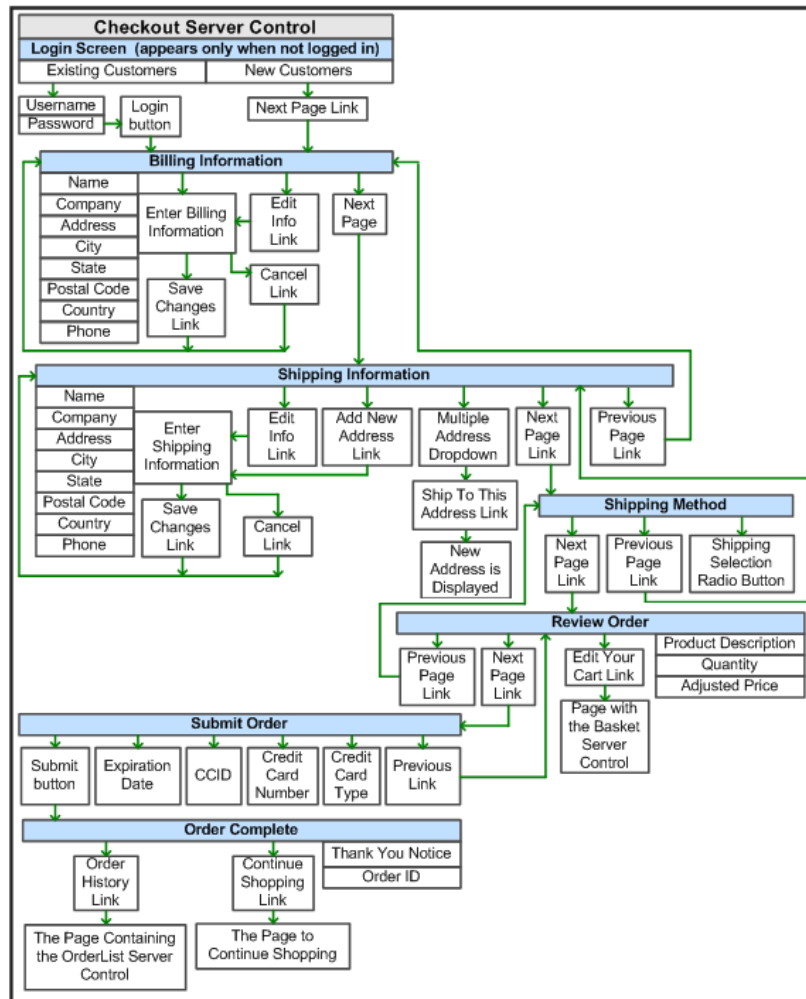 Checkout Server Control
Login Screen (appears only when not logged in)
Existing Customers
New Customers
Username
Password
Login
button
Next Page Link
Billing Information
Name
Company
Address
City
State
Postal Code
Country
Phone
Enter Billing
Information
Edit
Info
Link
Next
Page
Save
Changes
Link
Cancel
Link
Shipping Information
Name
Company
Address
City
State
Postal Code
Country
Phone
Enter
Shipping
Information
Edit
Info
Link
Add New
Address
Link
Multiple
Address
Dropdown
Next
Page
Link
Previous
Page
Link
Save
Changes
Link
Cancel
Link
Ship To This
Address Link
New
Address is
Displayed
Shipping Method
Next
Page
Link
Previous
Page
Link
Shipping
Selection
Radio Button
Review Order
Previous
Page
Link
Next
Page
Link
Edit Your
Cart Link
Product Description
Quantity
Adjusted Price
Page with
the Basket
Server
Control
Submit Order
Submit
button
Expiration
Date
CCID
Credit
Card
Number
Credit
Card
Type
Previous
Link
Order Complete
Order
History
Link
Continue
Shopping
Link
Thank You Notice
Order ID
The Page Containing
the OrderList Server
Control
The Page to
Continue Shopping